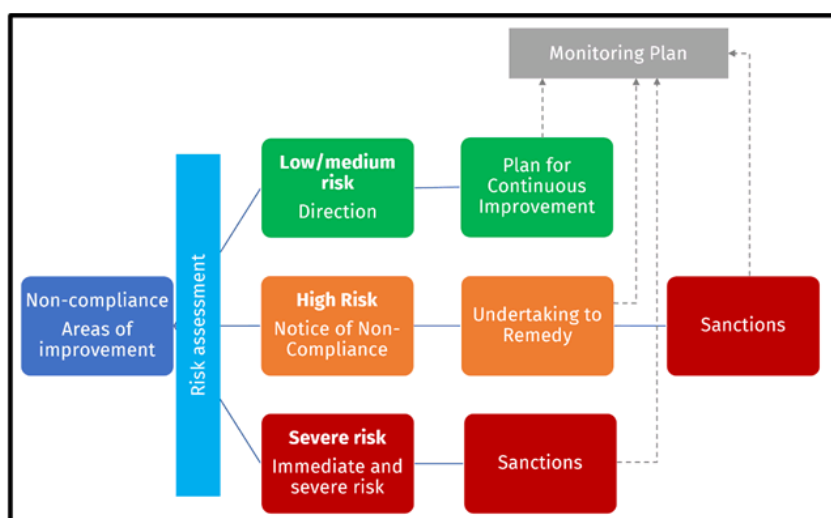 Monitoring Plan
Low/medium
risk
Direction
Plan for
Continuous
Improvement
Risk assessment
Non-compliance
Areas of
improvement
High Risk
Notice of Non-
Compliance
Undertaking to
Remedy
Sanctions
Severe risk
Immediate and
severe risk
Sanctions